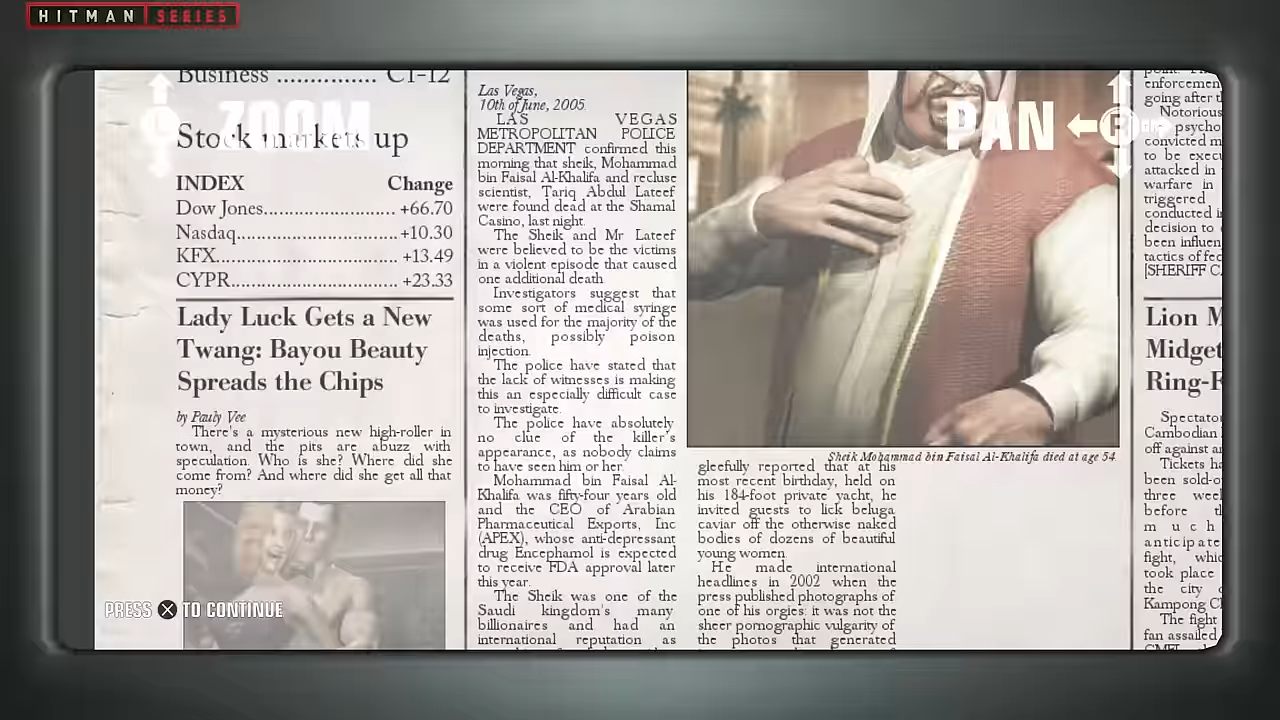 HITMAN SERIES
Business ............... C1-12
ZOOM
Stock markets up
INDEX Change
Dow Jones......................... +66.70
Nasdaq............................... +10.30
KFX.................................... +13.49
CYPR.................................. +23.33
Lady Luck Gets a New
Twang: Bayou Beauty
Spreads the Chips
by Pauly Vee
There's a mysterious new high-roller in
town, and the pits are abuzz with
speculation. Who is she? Where did she
come from? And where did she get all that
money?
PRESS X TO CONTINUE
Las Vegas,
10th of June, 2005.
LAS VEGAS
METROPOLITAN POLICE
DEPARTMENT confirmed this
morning that sheik, Mohammad
bin Faisal Al-Khalifa and recluse
scientist, Tariq Abdul Lateef
were found dead at the Shamal
Casino, last night.
The Sheik and Mr Lateef
were believed to be the victims
in a violent episode that caused
one additional death.
Investigators suggest that
some sort of medical syringe
was used for the majority of the
deaths, possibly poison
injection.
The police have stated that
the lack of witnesses is making
this an especially difficult case
to investigate.
The police have absolutely
no clue of the killer's
appearance, as nobody claims
to have seen him or her.
Mohammad bin Faisal Al-
Khalifa was fifty-four years old
and the CEO of Arabian
Pharmaceutical Exports, Inc
(APEX), whose anti-depressant
drug Encephamol is expected
to receive FDA approval later
this year.
The Sheik was one of the
Saudi kingdom's many
billionaires and had an
international reputation as
PAN
Sheik Mohammad bin Faisal Al-Khalifa died at age 54.
gleefully reported that at his
most recent birthday, held on
his 184-foot private yacht, he
invited guests to lick beluga
caviar off the otherwise naked
bodies of dozens of beautiful
young women.
He made international
headlines in 2002 when the
press published photographs of
one of his orgies. it was not the
sheer pornographic vulgarity of
the photos that generated
enforcemen
going after t
Notorious
psycho
convicted m
to be exec
attacked in
warfare in
triggered
conducted i
decision to
been influen
tactics of fec
[SHERIFF C
Lion M
Midget
Ring-F
Spectato
Cambodian
off against a
Tickets ha
been sold-o
three wee
before t
much
anticipate
fight, whic
took place
the city o
Kampong C
The fight
fan assailed